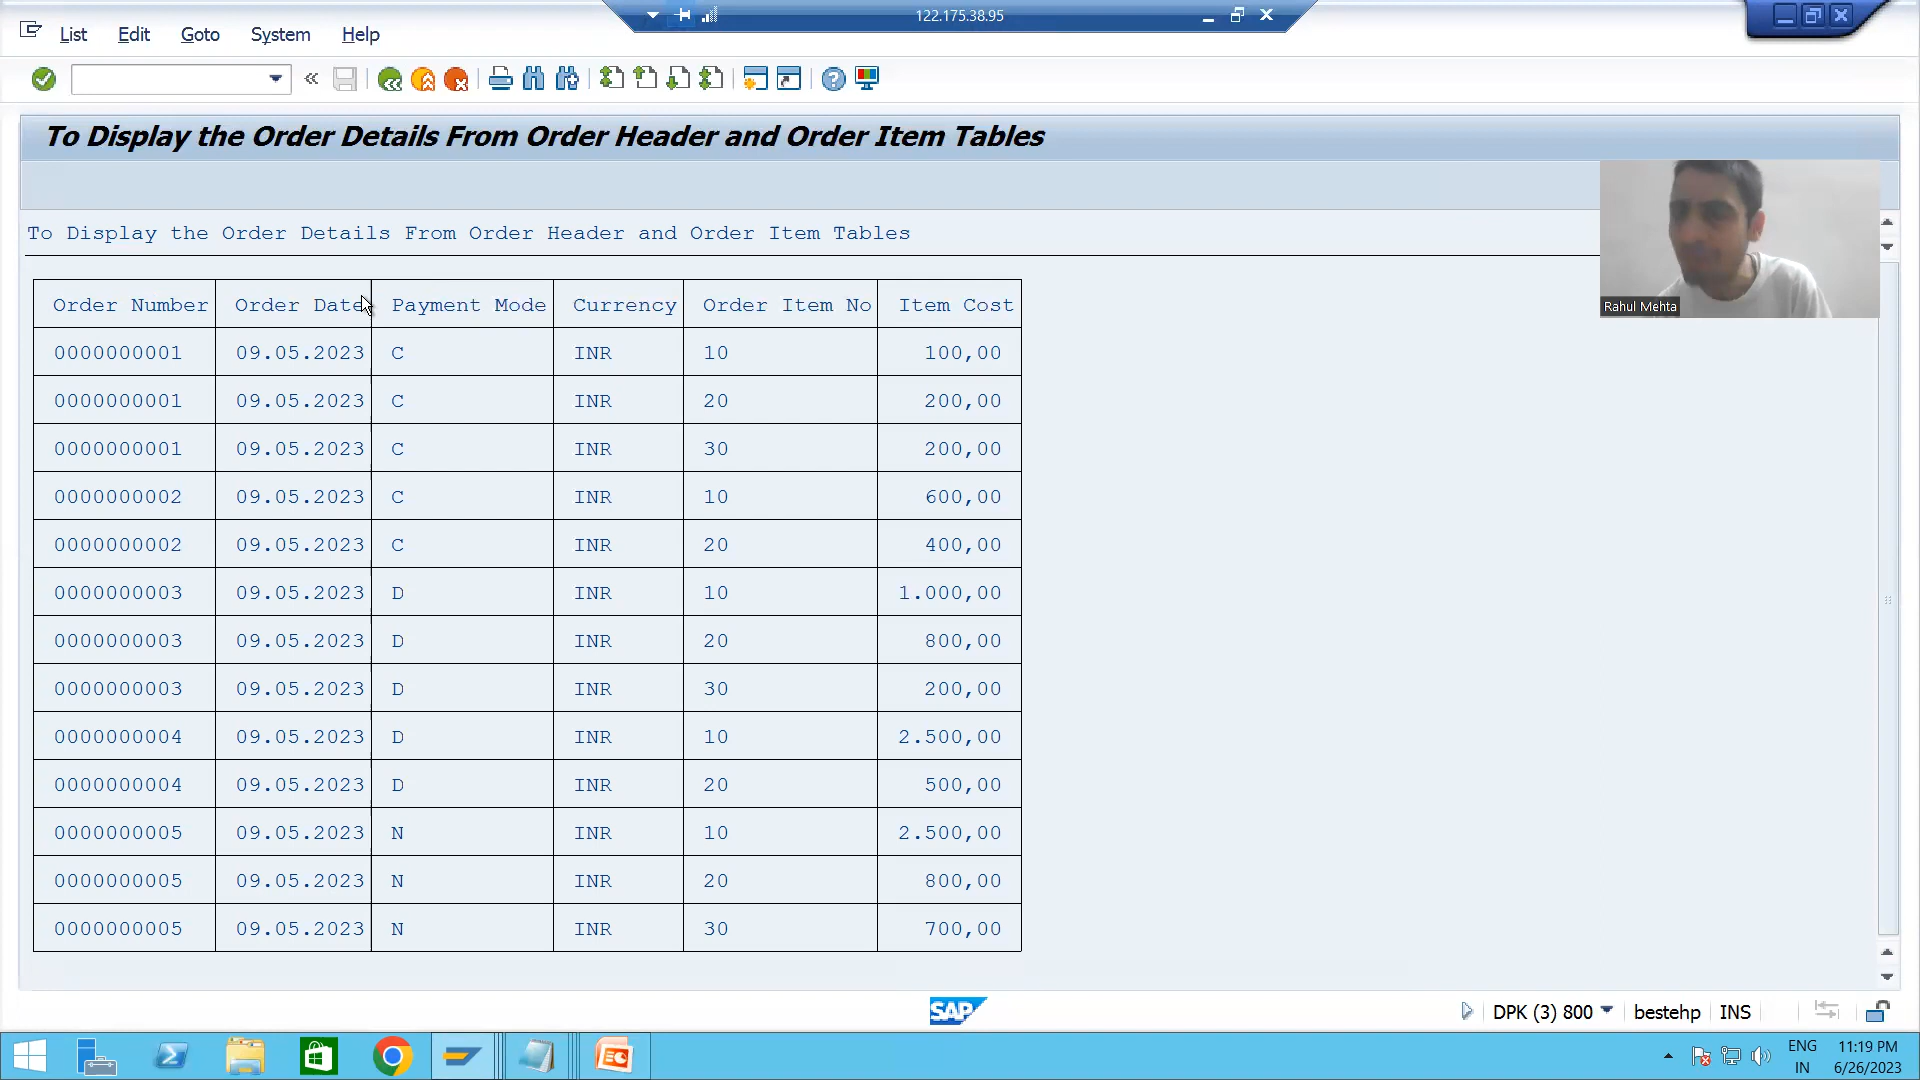 122.175.38.95
List Edit Goto System Help
To Display the Order Details From Order Header and Order Item Tables
To Display the Order Details From Order Header and Order Item Tables
Rahul Mehta
Order Number Order Date Payment Mode Currency Order Item No Item Cost
0000000001 09.05.2023 C INR 10 100,00
0000000001 09.05.2023 C INR 20 200,00
0000000001 09.05.2023 C INR 30 200,00
0000000002 09.05.2023 C INR 10 600,00
0000000002 09.05.2023 C INR 20 400,00
0000000003 09.05.2023 D INR 10 1.000,00
0000000003 09.05.2023 D INR 20 800,00
0000000003 09.05.2023 D INR 30 200,00
0000000004 09.05.2023 D INR 10 2.500,00
0000000004 09.05.2023 D INR 20 500,00
0000000005 09.05.2023 N INR 10 2.500,00
0000000005 09.05.2023 N INR 20 800,00
0000000005 09.05.2023 N INR 30 700,00
SAP DPK (3) 800 bestehp INS
ENG 11:19 PM
IN 6/26/2023